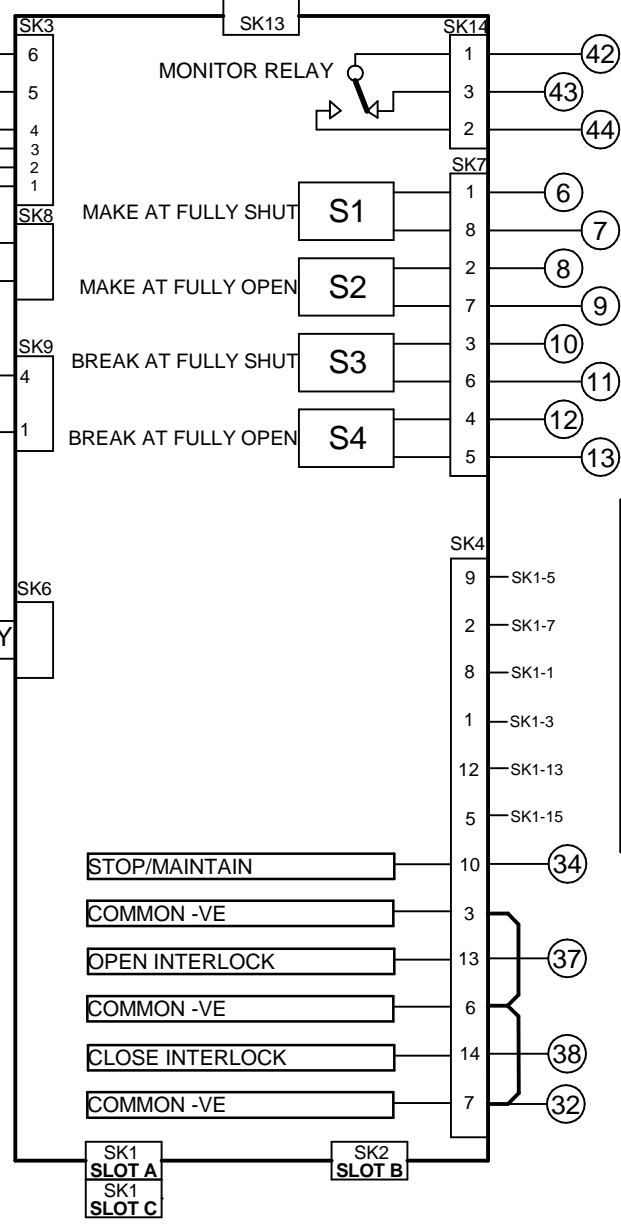 SK3
SK13
SK14
6
MONITOR RELAY
1
42
5
3
43
4
2
44
3
2
1
SK7
MAKE AT FULLY SHUT
S1
1
6
SK8
8
7
MAKE AT FULLY OPEN
S2
2
8
7
9
SK9
BREAK AT FULLY SHUT
S3
3
10
4
6
11
1
BREAK AT FULLY OPEN
S4
4
12
5
13
SK4
9
SK1-5
SK6
2
SK1-7
Y
8
SK1-1
1
SK1-3
12
SK1-13
5
SK1-15
STOP/MAINTAIN
10
34
COMMON -VE
3
OPEN INTERLOCK
13
37
COMMON -VE
6
CLOSE INTERLOCK
14
38
COMMON -VE
7
32
SK1
SLOT A
SK2
SLOT B
SK1
SLOT C